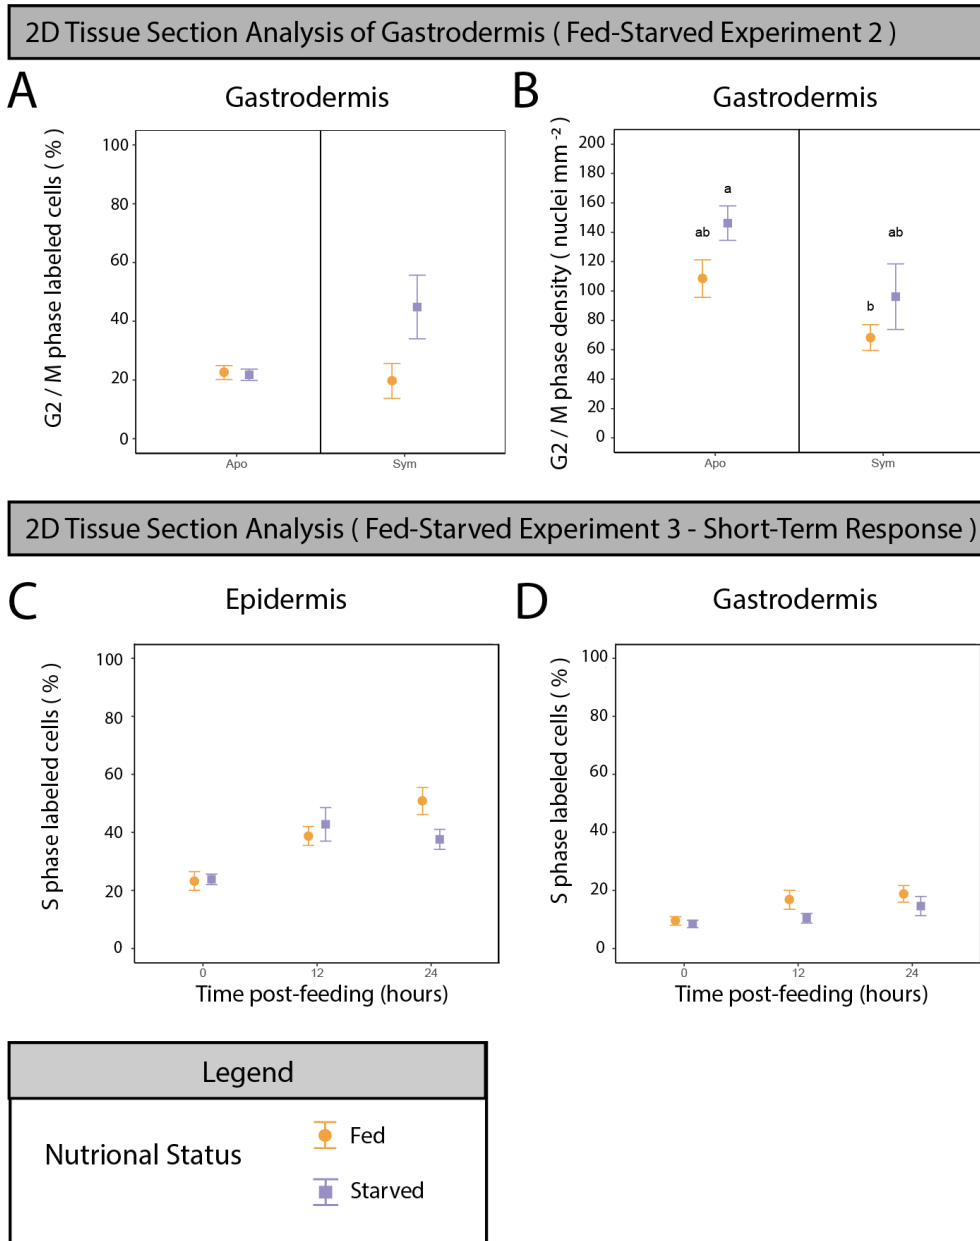 2D Tissue Section Analysis of Gastrodermis ( Fed-Starved Experiment 2 )
A
Gastrodermis
G2 / M phase labeled cells ( % )
100
80
60
40
20
0
Apo
Sym
B
Gastrodermis
G2 / M phase density ( nuclei mm ⁻² )
200
180
160
140
120
100
80
60
40
20
0
ab
a
b
ab
Apo
Sym
2D Tissue Section Analysis ( Fed-Starved Experiment 3 - Short-Term Response )
C
Epidermis
S phase labeled cells ( % )
100
80
60
40
20
0
0
12
24
Time post-feeding (hours)
D
Gastrodermis
S phase labeled cells ( % )
100
80
60
40
20
0
0
12
24
Time post-feeding (hours)
Legend
Nutrional Status
Fed
Starved